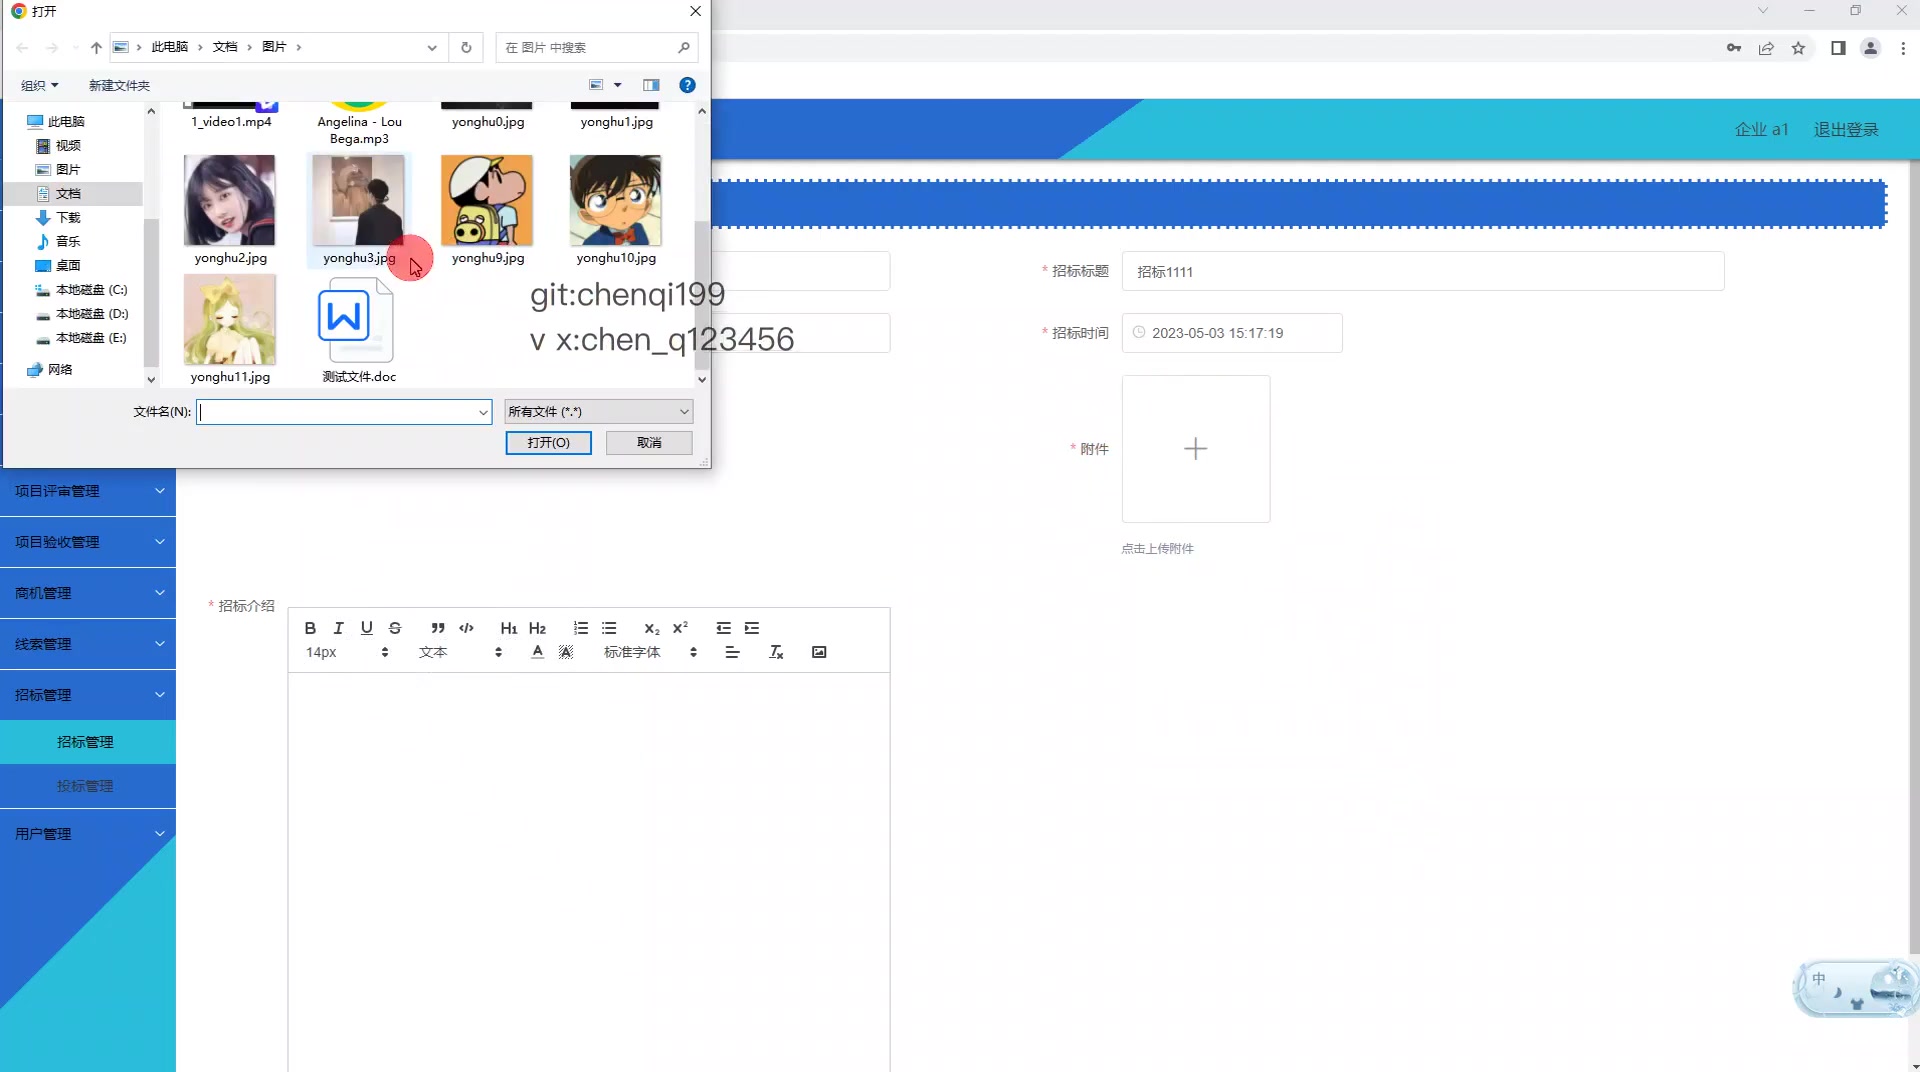 打开
此电脑 › 文档 › 图片 ›
在 图片 中搜索
组织
新建文件夹
此电脑
视频
图片
文档
下载
音乐
桌面
本地磁盘 (C:)
本地磁盘 (D:)
本地磁盘 (E:)
网络
1_video1.mp4
Angelina - Lou
Bega.mp3
yonghu0.jpg
yonghu1.jpg
yonghu2.jpg
yonghu3.jpg
yonghu9.jpg
yonghu10.jpg
yonghu11.jpg
测试文件.doc
文件名(N):
所有文件 (*.*)
打开(O)
取消
git:chenqi199
v x:chen_q123456
企业 a1
退出登录
* 招标标题
招标1111
* 招标时间
2023-05-03 15:17:19
* 附件
点击上传附件
项目评审管理
项目验收管理
商机管理
线索管理
招标管理
招标管理
投标管理
用户管理
* 招标介绍
B I U S H1 H2 X₂ X²
14px
文本
A A
标准字体
中